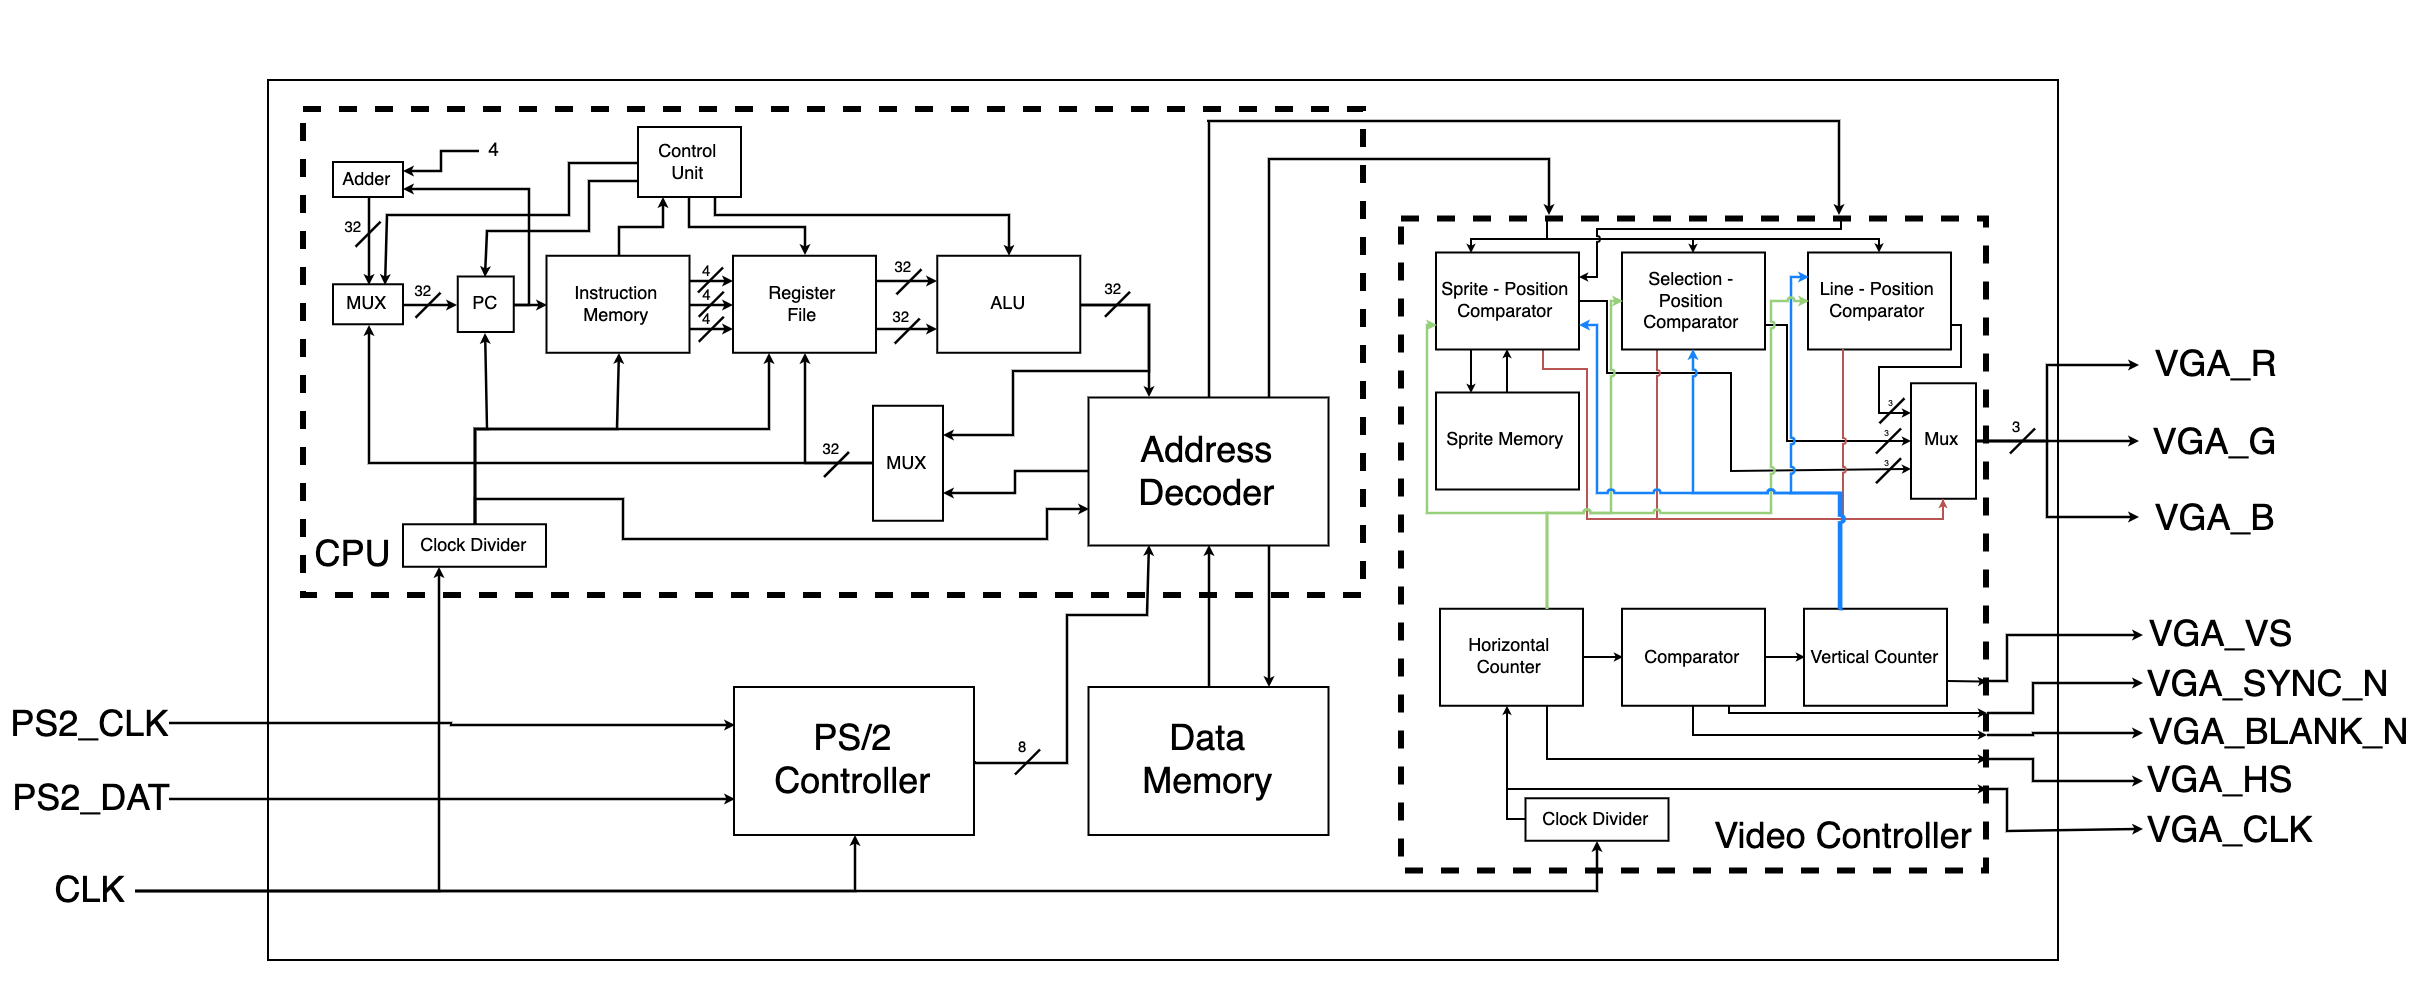 4
Control
Unit
Adder
32
MUX
32
PC
Instruction
Memory
4
4
4
Register
File
32
32
ALU
32
MUX
32
Address
Decoder
Clock Divider
CPU
PS2_CLK
PS2_DAT
CLK
PS/2
Controller
8
Data
Memory
Sprite - Position
Comparator
Selection -
Position
Comparator
Line - Position
Comparator
Sprite Memory
3
3
3
Mux
3
Horizontal
Counter
Comparator
Vertical Counter
Clock Divider
Video Controller
VGA_R
VGA_G
VGA_B
VGA_VS
VGA_SYNC_N
VGA_BLANK_N
VGA_HS
VGA_CLK